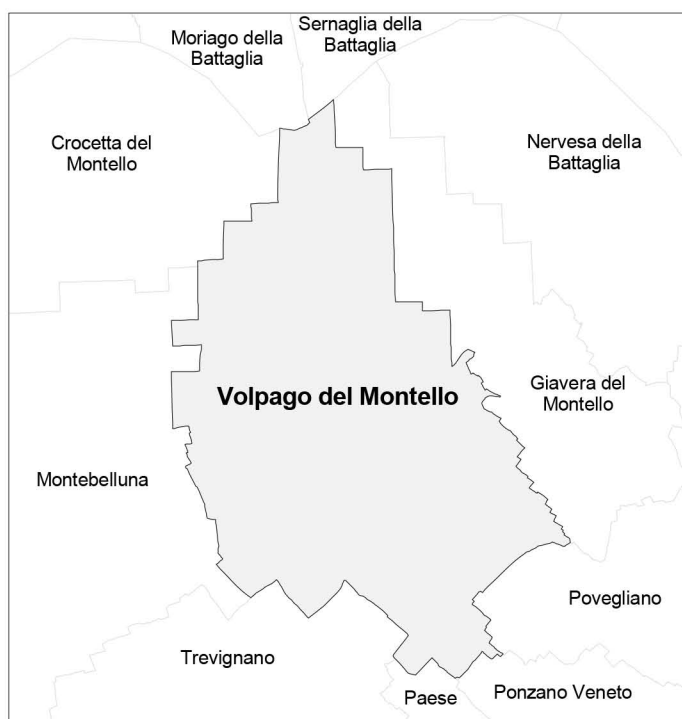 Sernaglia della
Battaglia
Moriago della
Battaglia
Crocetta del
Montello
Nervesa della
Battaglia
Volpago del Montello
Giavera del
Montello
Montebelluna
Povegliano
Trevignano
Paese
Ponzano Veneto